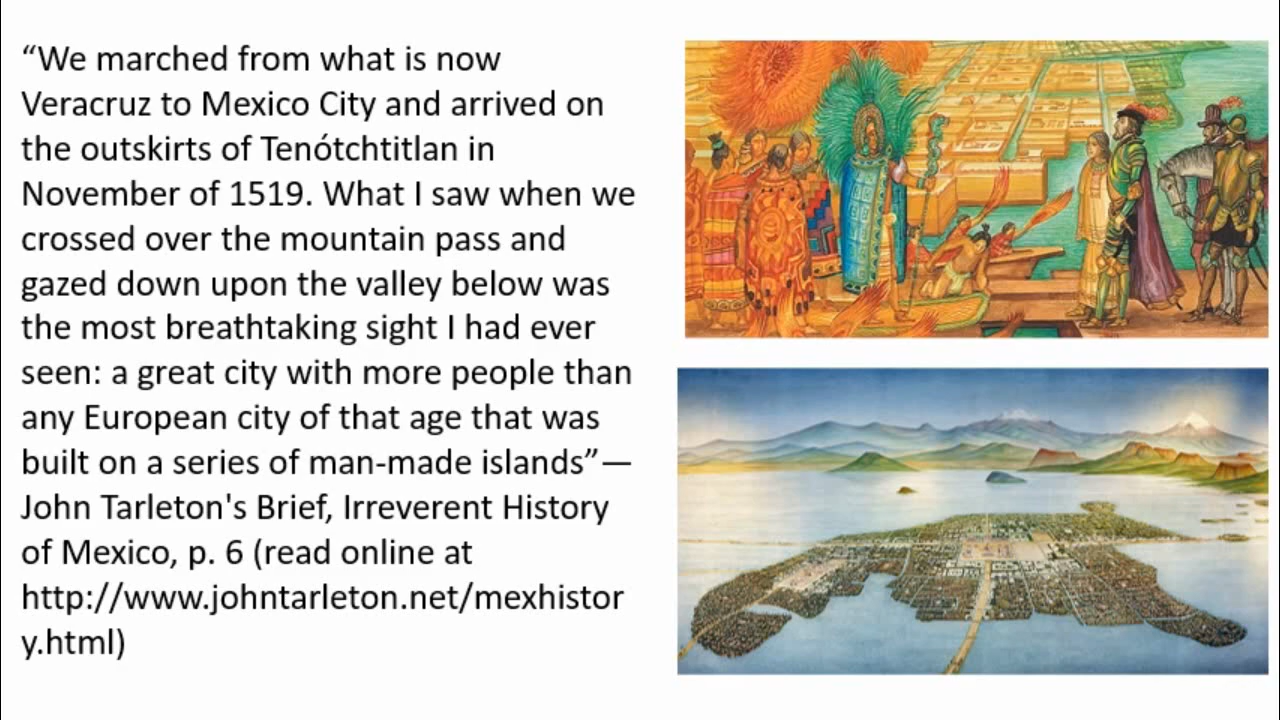 “We marched from what is now
Veracruz to Mexico City and arrived on
the outskirts of Tenótchtitlan in
November of 1519. What I saw when we
crossed over the mountain pass and
gazed down upon the valley below was
the most breathtaking sight I had ever
seen: a great city with more people than
any European city of that age that was
built on a series of man-made islands”—
John Tarleton's Brief, Irreverent History
of Mexico, p. 6 (read online at
http://www.johntarleton.net/mexhistor
y.html)